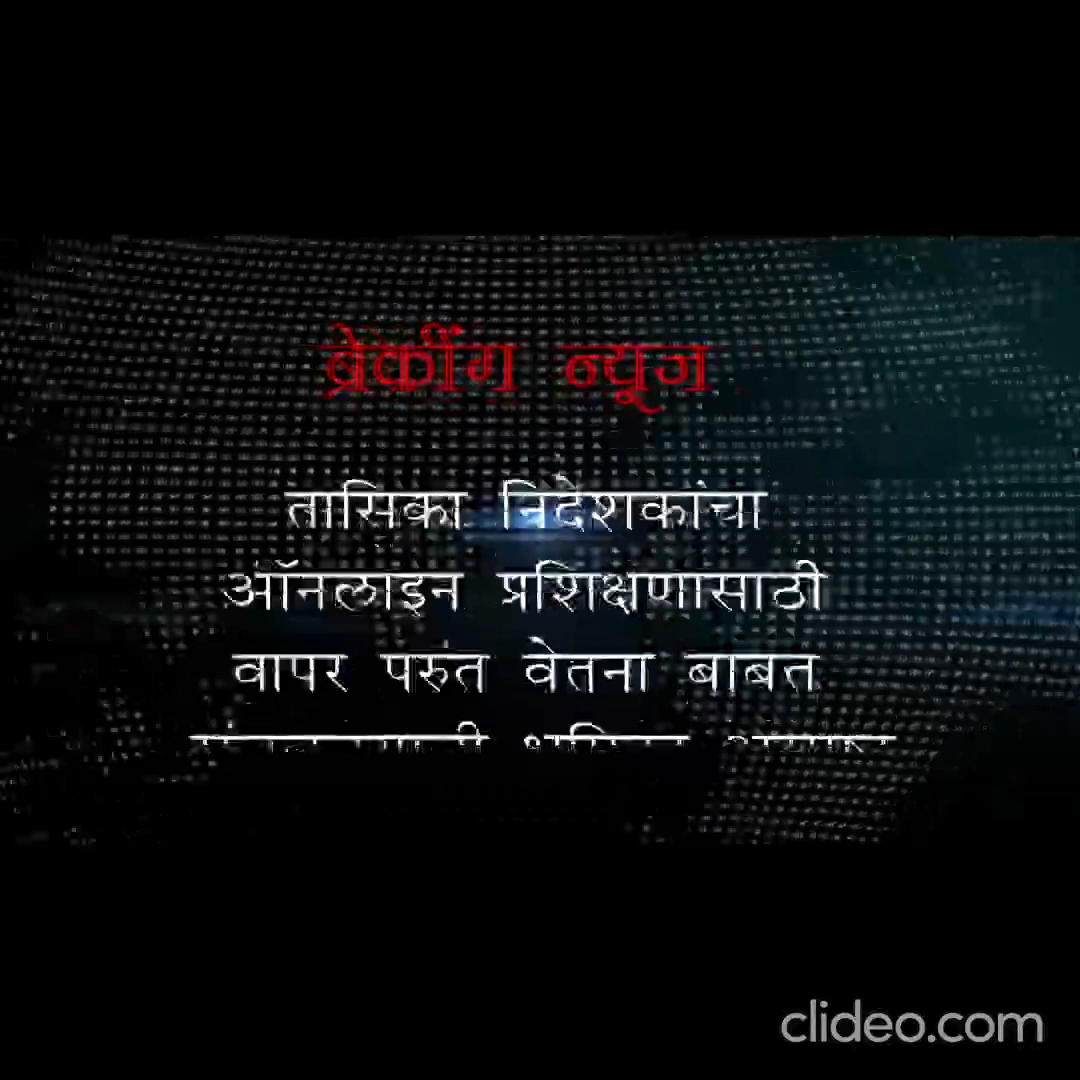 ब्रेकींग न्यूज
तासिका निदेशकांचा
ऑनलाइन प्रशिक्षणासाठी
वापर परुंत वेतना बाबत
clideo.com